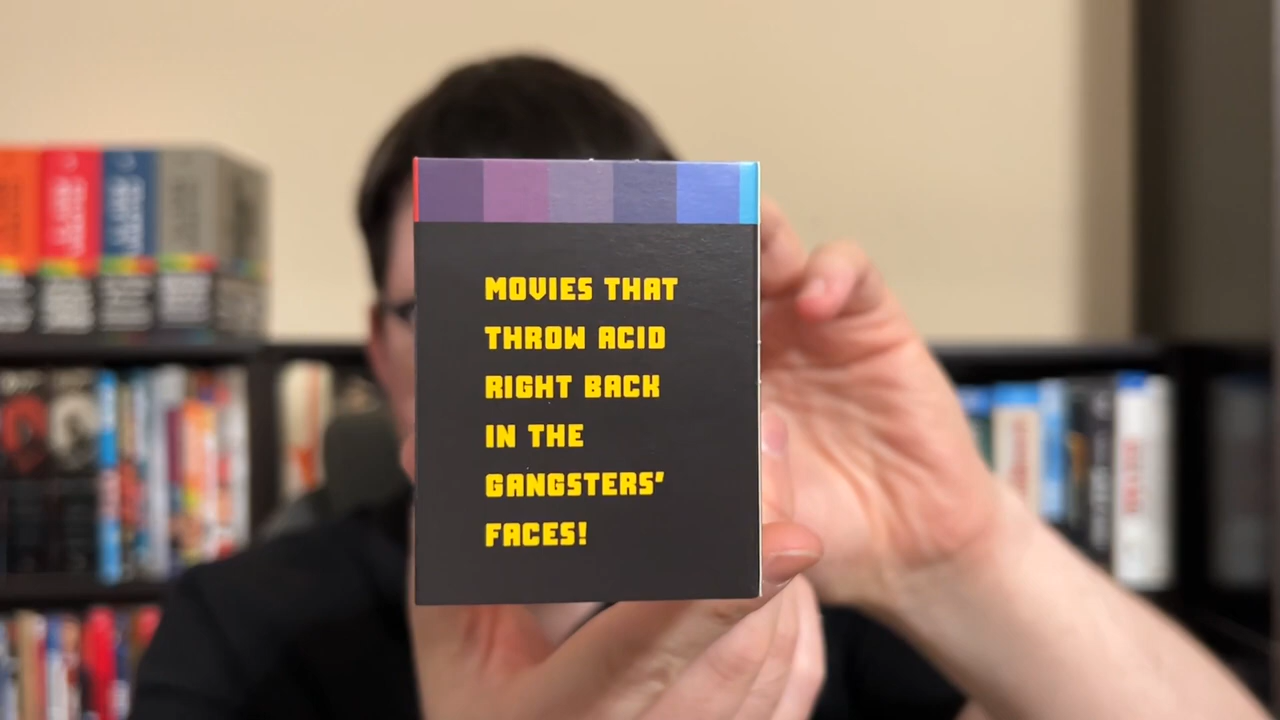 MOVIES THAT
THROW ACID
RIGHT BACK
IN THE
GANGSTERS'
FACES!